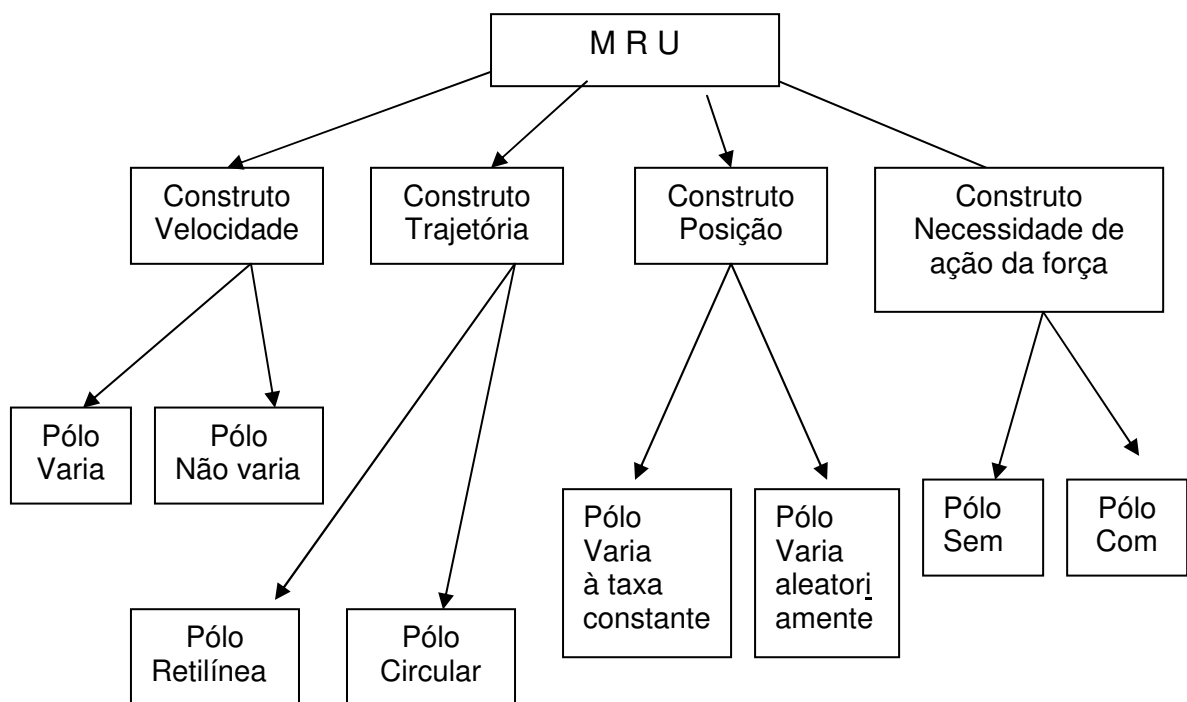 M R U
Construto
Velocidade
Construto
Trajetória
Construto
Posição
Construto
Necessidade de
ação da força
Pólo
Varia
Pólo
Não varia
Pólo
Varia
à taxa
constante
Pólo
Varia
aleatori
amente
Pólo
Sem
Pólo
Com
Pólo
Retilínea
Pólo
Circular